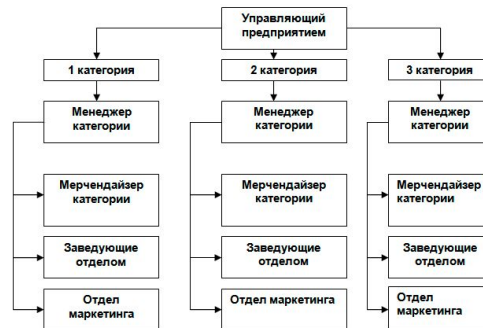 Управляющий
предприятием
1 категория
2 категория
3 категория
Менеджер
категории
Менеджер
категории
Менеджер
категории
Мерчендайзер
категории
Мерчендайзер
категории
Мерчендайзер
категории
Заведующие
отделом
Заведующие
отделом
Заведующие
отделом
Отдел
маркетинга
Отдел маркетинга
Отдел
маркетинга